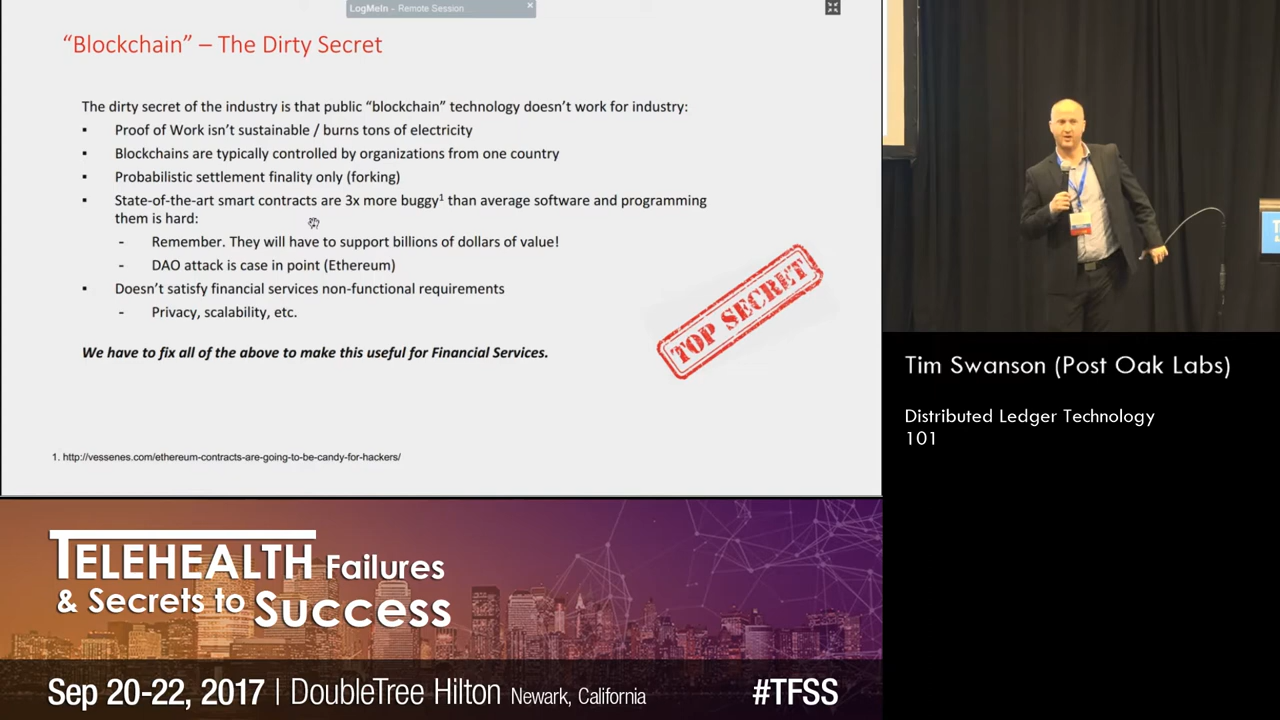 LogMeIn – Remote Session
"Blockchain" – The Dirty Secret
The dirty secret of the industry is that public "blockchain" technology doesn't work for industry:
▪ Proof of Work isn't sustainable / burns tons of electricity
▪ Blockchains are typically controlled by organizations from one country
▪ Probabilistic settlement finality only (forking)
▪ State-of-the-art smart contracts are 3x more buggy¹ than average software and programming
them is hard:
- Remember. They will have to support billions of dollars of value!
- DAO attack is case in point (Ethereum)
▪ Doesn't satisfy financial services non-functional requirements
- Privacy, scalability, etc.
We have to fix all of the above to make this useful for Financial Services.
TOP SECRET
1. http://vessenes.com/ethereum-contracts-are-going-to-be-candy-for-hackers/
Tim Swanson (Post Oak Labs)
Distributed Ledger Technology
101
TELEHEALTH Failures
& Secrets to Success
Sep 20-22, 2017 | DoubleTree Hilton Newark, California
#TFSS